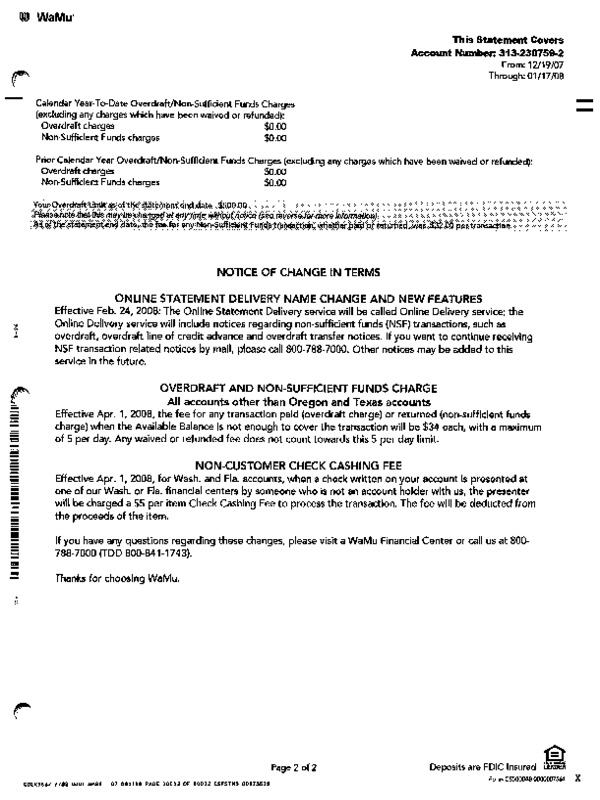 WaMu
This Statement Covers
Account Number: 313-230759-2
From: 12/19/07
Through: 01/17/08
Calendar Year-To-Date Overdraft/Non-Sufficient Funds Charges
(excluding any charges which have been waived or refunded):
Overdraft charges $0.00
Non-Sufficient Funds charges $0.00
Prior Calendar Year Overdraft/Non-Sufficient Funds Charges (excluding any charges which have been waived or refunded):
Overdraft charges $0.00
Non-Sufficient Funds charges $0.00
Your Overdraft Limit as of the statement end date
Please note that this may be changed at any time without notice (see reverse for more information).
As of the statement end date, the fee for any Non-Sufficient Funds transaction, whether paid or returned, was per transaction.
NOTICE OF CHANGE IN TERMS
ONLINE STATEMENT DELIVERY NAME CHANGE AND NEW FEATURES
Effective Feb. 24, 2008: The Online Statement Delivery service will be called Online Delivery service; the
Online Delivery service will include notices regarding non-sufficient funds (NSF) transactions, such as
overdraft, overdraft line of credit advance and overdraft transfer notices. If you want to continue receiving
NSF transaction related notices by mail, please call 800-788-7000. Other notices may be added to this
service in the future.
OVERDRAFT AND NON-SUFFICIENT FUNDS CHARGE
All accounts other than Oregon and Texas accounts
Effective Apr. 1, 2008, the fee for any transaction paid (overdraft charge) or returned (non-sufficient funds
charge) when the Available Balance is not enough to cover the transaction will be $34 each, with a maximum
of 5 per day. Any waived or refunded fee does not count towards this 5 per day limit.
NON-CUSTOMER CHECK CASHING FEE
Effective Apr. 1, 2008, for Wash. and Fla. accounts, when a check written on your account is presented at
one of our Wash. or Fla. financial centers by someone who is not an account holder with us, the presenter
will be charged a $5 per item Check Cashing Fee to process the transaction. The fee will be deducted from
the proceeds of the item.
If you have any questions regarding these changes, please visit a WaMu Financial Center or call us at 800-
788-7000 (TDD 800-841-1743).
Thanks for choosing WaMu.
Page 2 of 2
Deposits are FDIC Insured
X